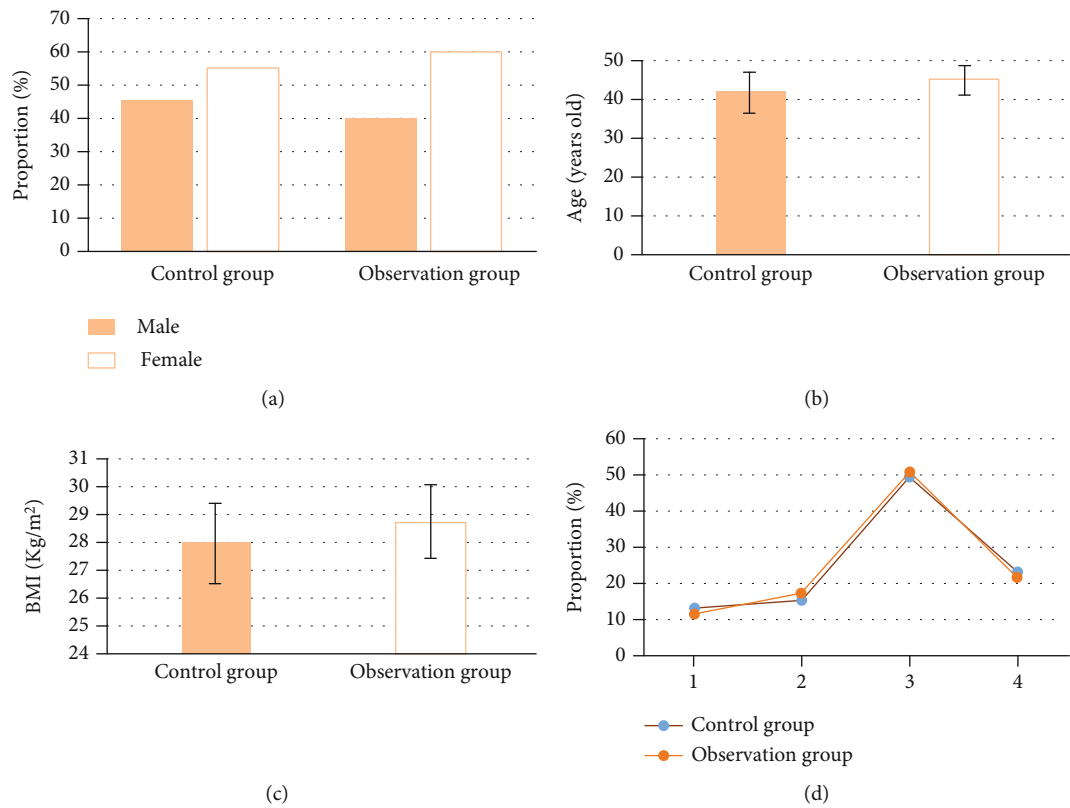 70
60
50
40
30
20
10
0
Proportion (%)
Control group
Observation group
Male
Female
(a)
50
40
30
20
10
0
Age (years old)
Control group
Observation group
(b)
31
30
29
28
27
26
25
24
BMI (Kg/m²)
Control group
Observation group
(c)
60
50
40
30
20
10
0
Proportion (%)
1
2
3
4
Control group
Observation group
(d)